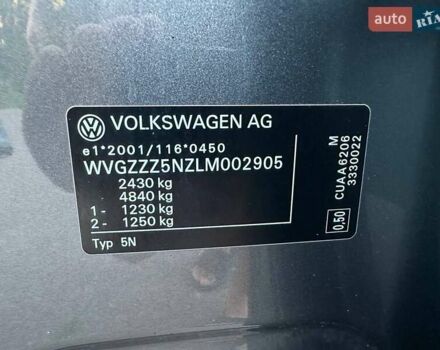 auto RIA
VOLKSWAGEN AG
e1*2001/116*0450
WVGZZZ5NZLM002905
2430 kg
4840 kg
1- 1230 kg
2- 1250 kg
Typ 5N
0,50
CUAA6206 M
3330022